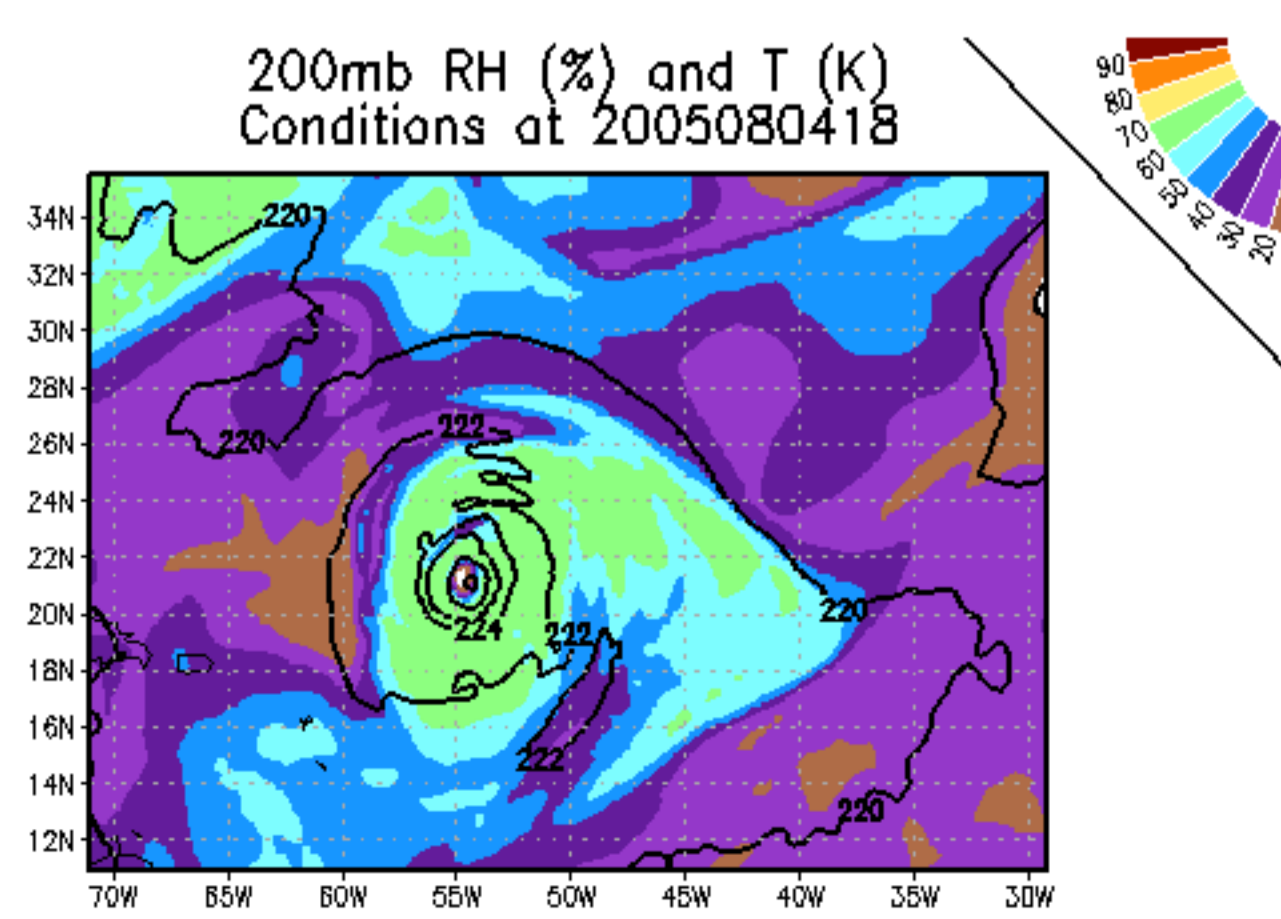 200mb RH (%) and T (K)
Conditions at 2005080418
90
80
70
60
50
40
30
20
34N
32N
30N
28N
26N
24N
22N
20N
18N
16N
14N
12N
220
220
222
224
222
222
220
220
70W
65W
60W
55W
50W
45W
40W
35W
30W